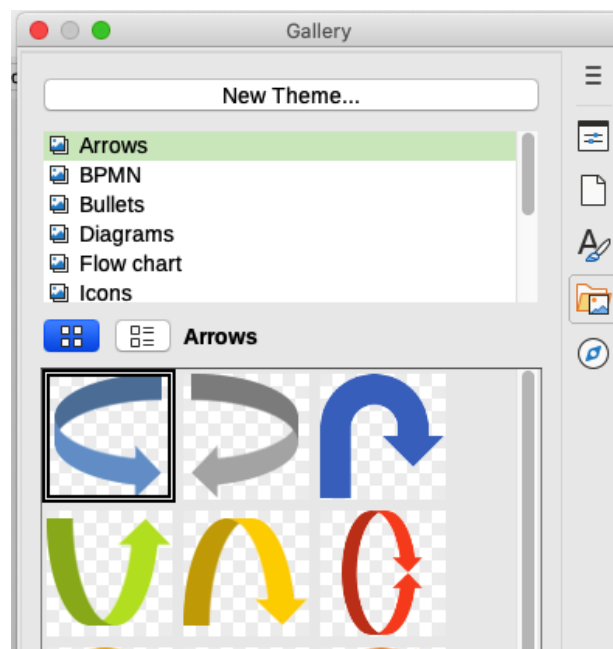 Gallery
New Theme...
Arrows
BPMN
Bullets
Diagrams
Flow chart
Icons
Arrows